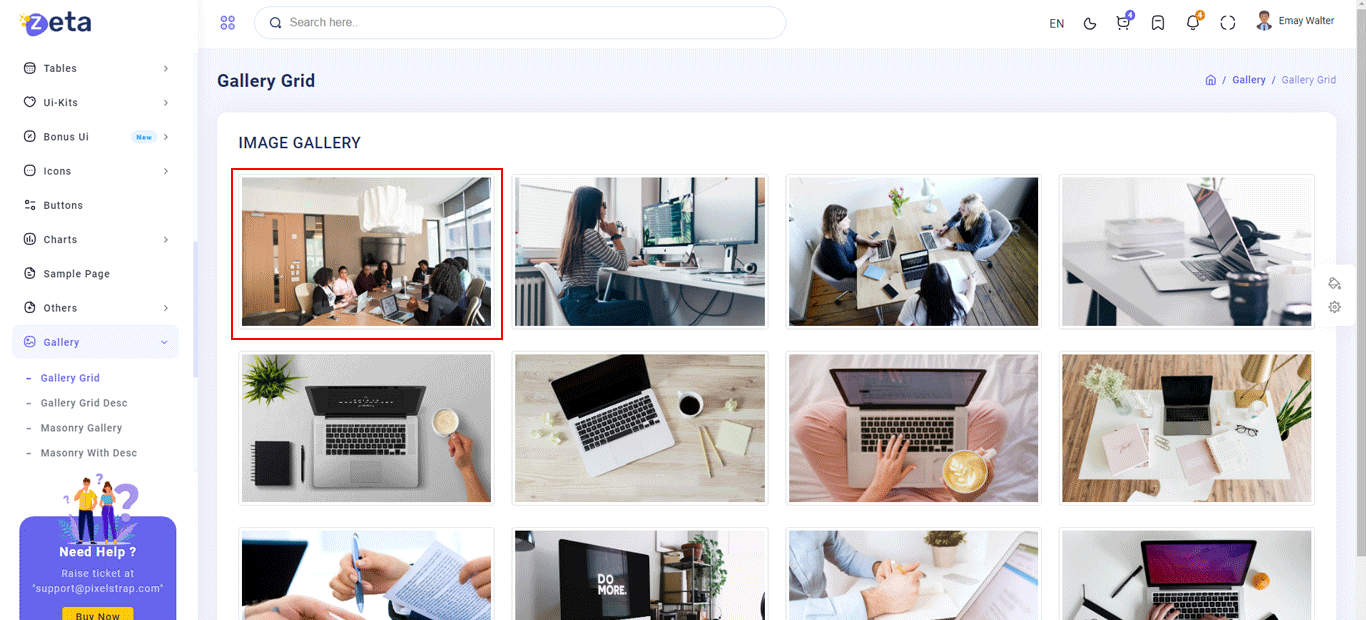 zeta
Search here..
EN
4
4
Emay Walter
Tables
Ui-Kits
Bonus Ui
New
Icons
Buttons
Charts
Sample Page
Others
Gallery
- Gallery Grid
- Gallery Grid Desc
- Masonry Gallery
- Masonry With Desc
Need Help ?
Raise ticket at
"support@pixelstrap.com"
Buy Now
Gallery Grid
/ Gallery / Gallery Grid
IMAGE GALLERY
DO
MORE.